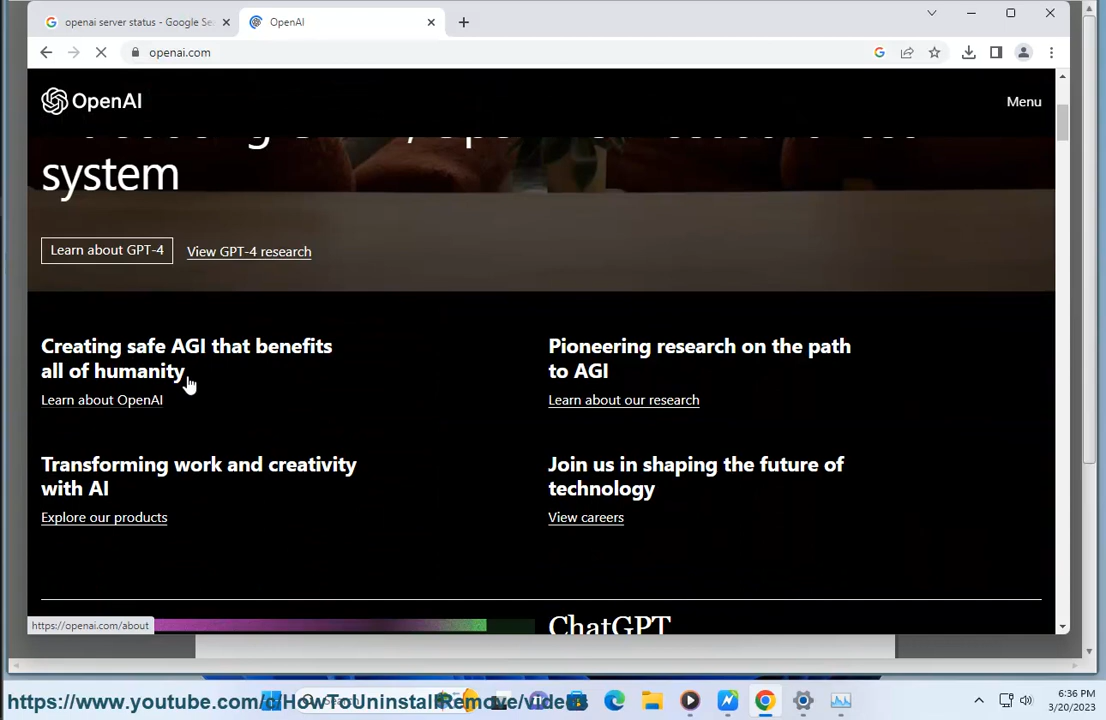 openai server status - Google Se
OpenAI
openai.com
OpenAI
Menu
system
Learn about GPT-4
View GPT-4 research
Creating safe AGI that benefits
all of humanity
Learn about OpenAI
Pioneering research on the path
to AGI
Learn about our research
Transforming work and creativity
with AI
Explore our products
Join us in shaping the future of
technology
View careers
ChatGPT
https://openai.com/about
https://www.youtube.com/c/HowToUninstallRemove/videos
6:36 PM
3/20/2023